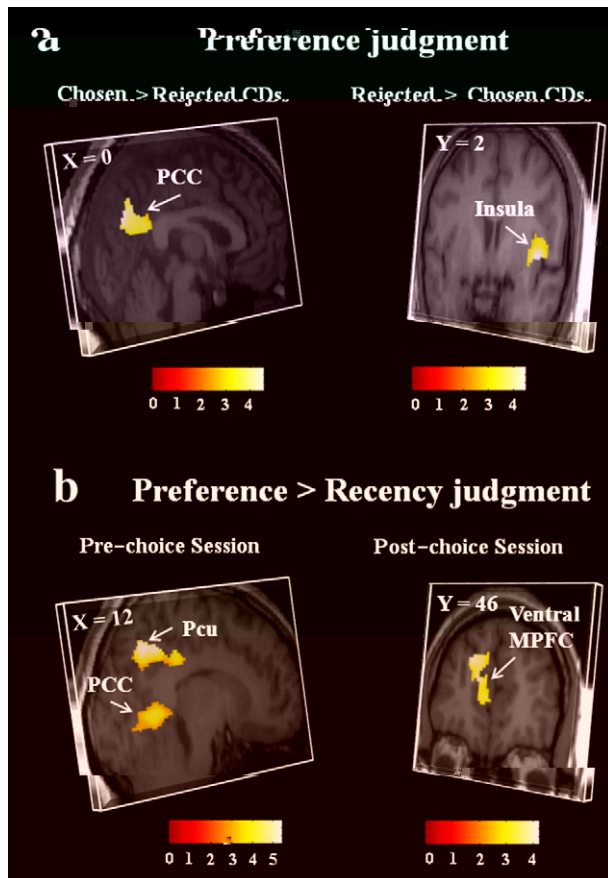 a Preference judgment
Chosen > Rejected CDs
Rejected > Chosen CDs
X = 0
PCC
Y = 2
Insula
0 1 2 3 4
0 1 2 3 4
b Preference > Recency judgment
Pre-choice Session
Post-choice Session
X = 12
Pcu
PCC
Y = 46
Ventral
MPFC
0 1 2 3 4 5
0 1 2 3 4